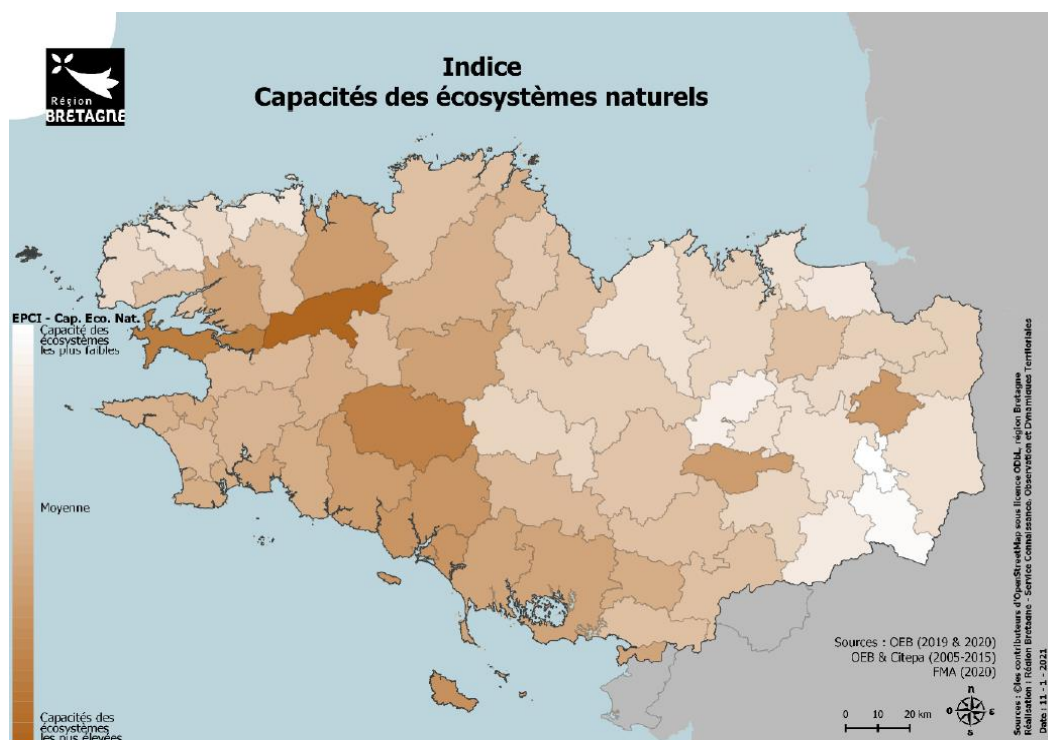 Région
BRETAGNE
Indice
Capacités des écosystèmes naturels
EPCI - Cap. Eco. Nat.
Capacité des
écosystèmes
les plus faibles
Moyenne
Capacités des
écosystèmes
les plus élevées
Sources : OEB (2019 & 2020)
OEB & Citepa (2005-2015)
FMA (2020)
0 10 20 km
n
o e
s
Sources : ©les contributeurs d'OpenStreetMap sous licence ODbL, région Bretagne
Réalisation : Région Bretagne - Service Connaissance, Observation et Dynamiques Territoriales
Date : 11 - 1 - 2021